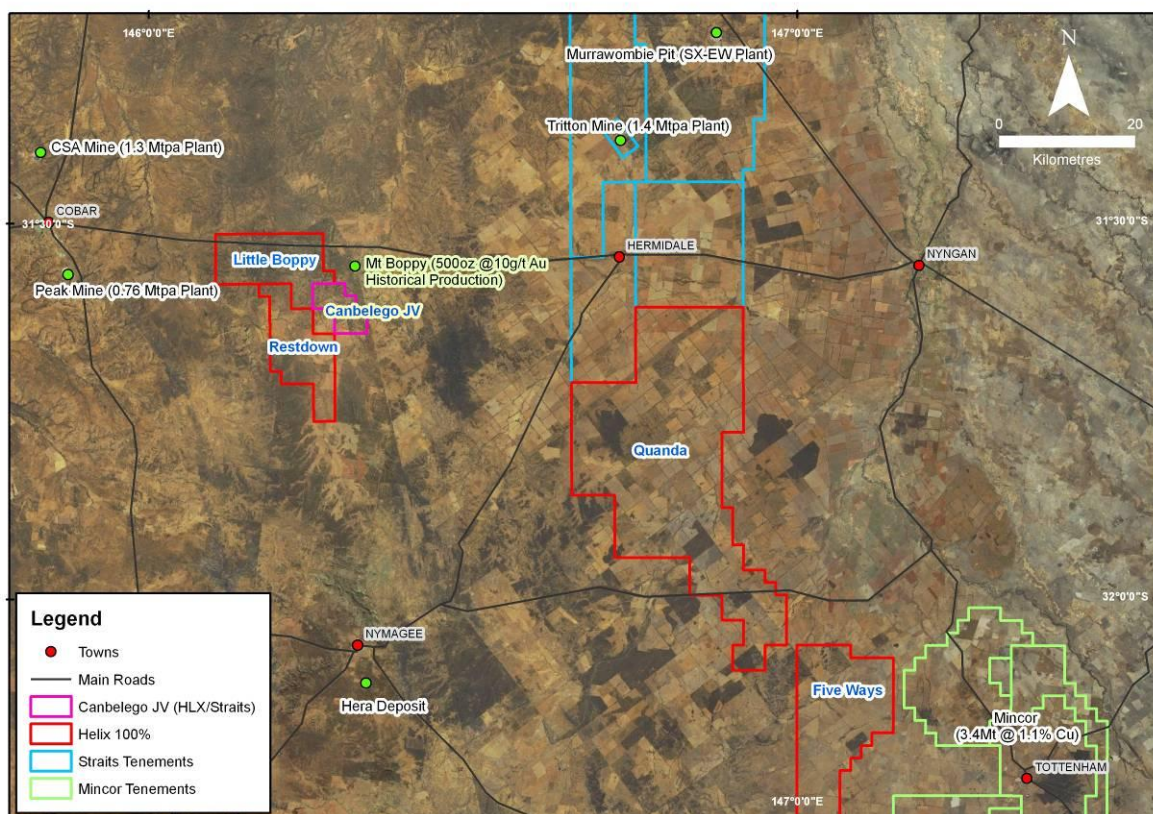 146°0'0"E
147°0'0"E
Murrawombie Pit (SX-EW Plant)
N
0 20
Kilometres
Tritton Mine (1.4 Mtpa Plant)
CSA Mine (1.3 Mtpa Plant)
COBAR
31°30'0"S
31°30'0"S
HERMIDALE
NYNGAN
Little Boppy
Mt Boppy (500oz @10g/t Au
Historical Production)
Peak Mine (0.76 Mtpa Plant)
Canbelego JV
Restdown
Quanda
32°0'0"S
NYMAGEE
Hera Deposit
Five Ways
Mincor
(3.4Mt @ 1.1% Cu)
TOTTENHAM
147°0'0"E
Legend
Towns
Main Roads
Canbelego JV (HLX/Straits)
Helix 100%
Straits Tenements
Mincor Tenements